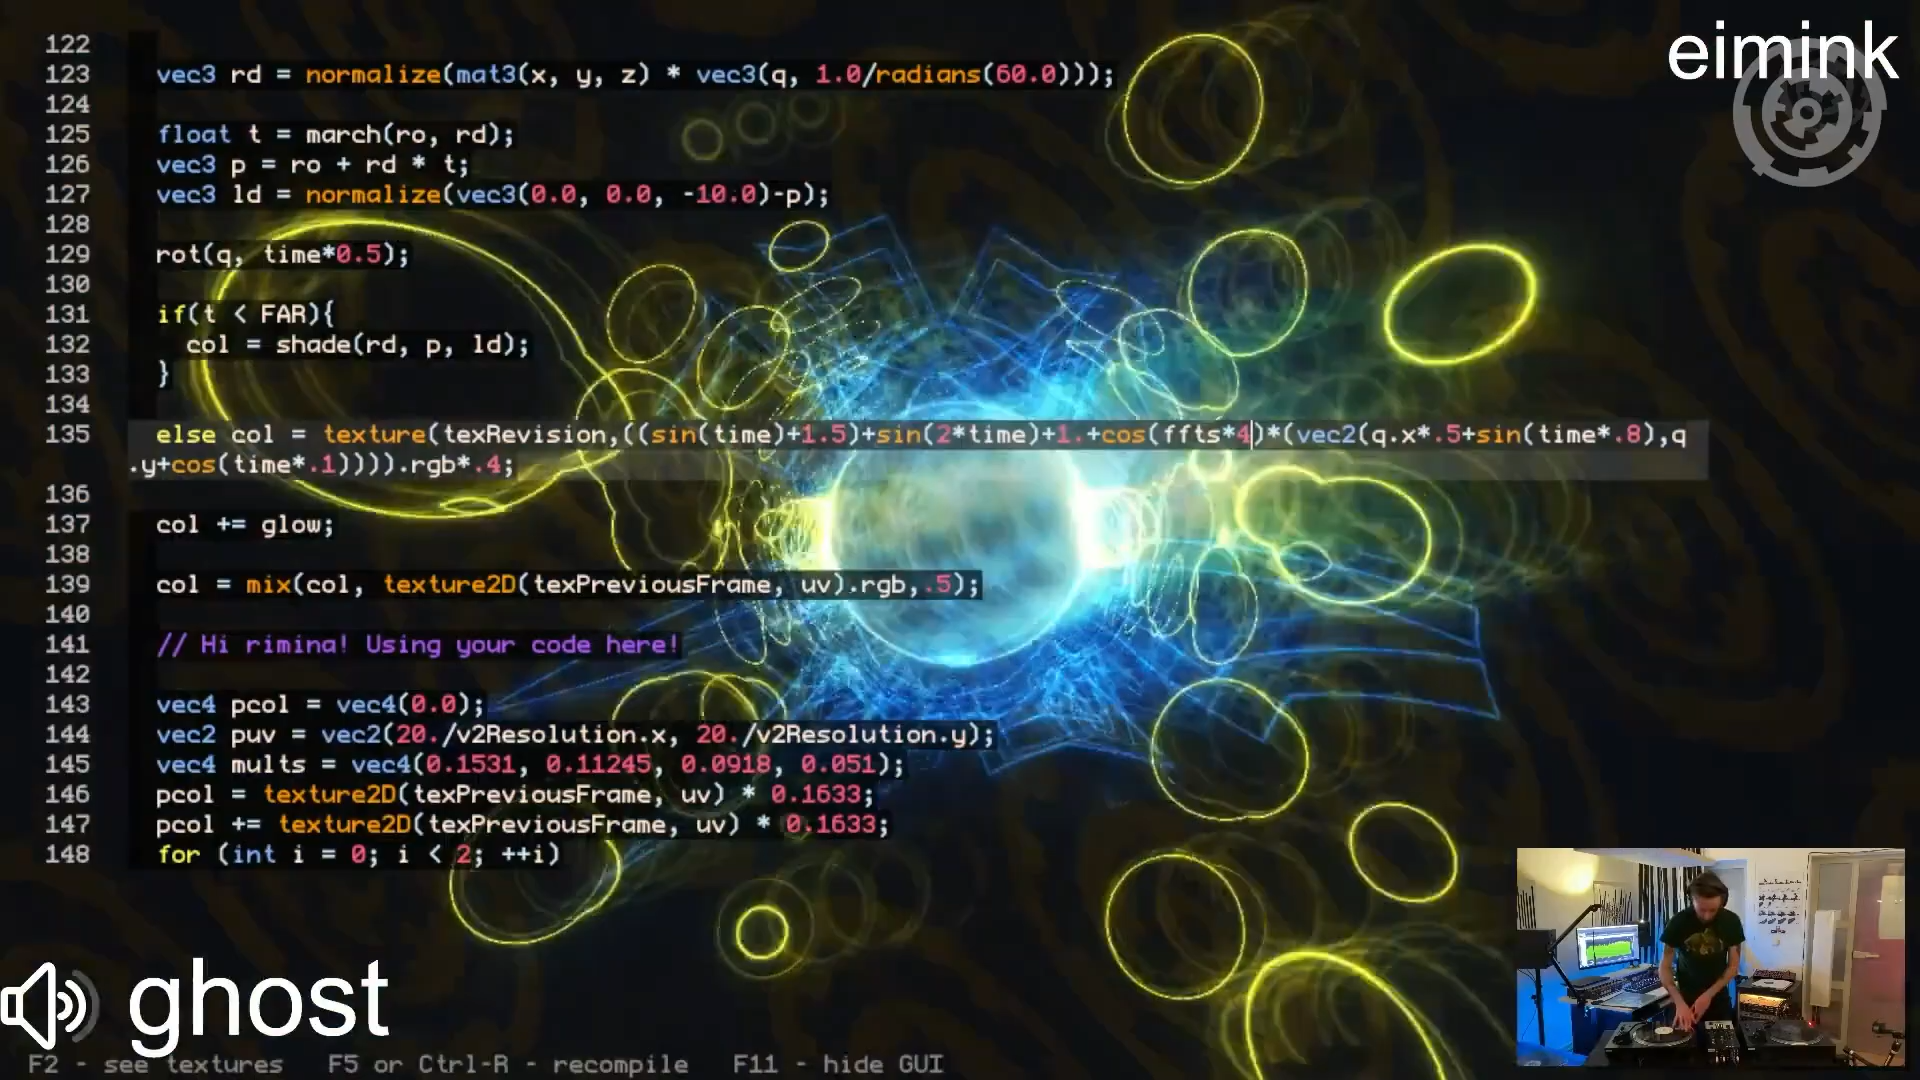 eimink
122
123 vec3 rd = normalize(mat3(x, y, z) * vec3(q, 1.0/radians(60.0)));
124
125 float t = march(ro, rd);
126 vec3 p = ro + rd * t;
127 vec3 ld = normalize(vec3(0.0, 0.0, -10.0)-p);
128
129 rot(q, time*0.5);
130
131 if(t < FAR){
132 col = shade(rd, p, ld);
133 }
134
135 else col = texture(texRevision,((sin(time)+1.5)+sin(2*time)+1.+cos(ffts*4)*(vec2(q.x*.5+sin(time*.8),q
.y+cos(time*.1)))).rgb*.4;
136
137 col += glow;
138
139 col = mix(col, texture2D(texPreviousFrame, uv).rgb,.5);
140
141 // Hi rimina! Using your code here!
142
143 vec4 pcol = vec4(0.0);
144 vec2 puv = vec2(20./v2Resolution.x, 20./v2Resolution.y);
145 vec4 mults = vec4(0.1531, 0.11245, 0.0918, 0.051);
146 pcol = texture2D(texPreviousFrame, uv) * 0.1633;
147 pcol += texture2D(texPreviousFrame, uv) * 0.1633;
148 for (int i = 0; i < 2; ++i)
ghost
F2 - see textures F5 or Ctrl-R - recompile F11 - hide GUI